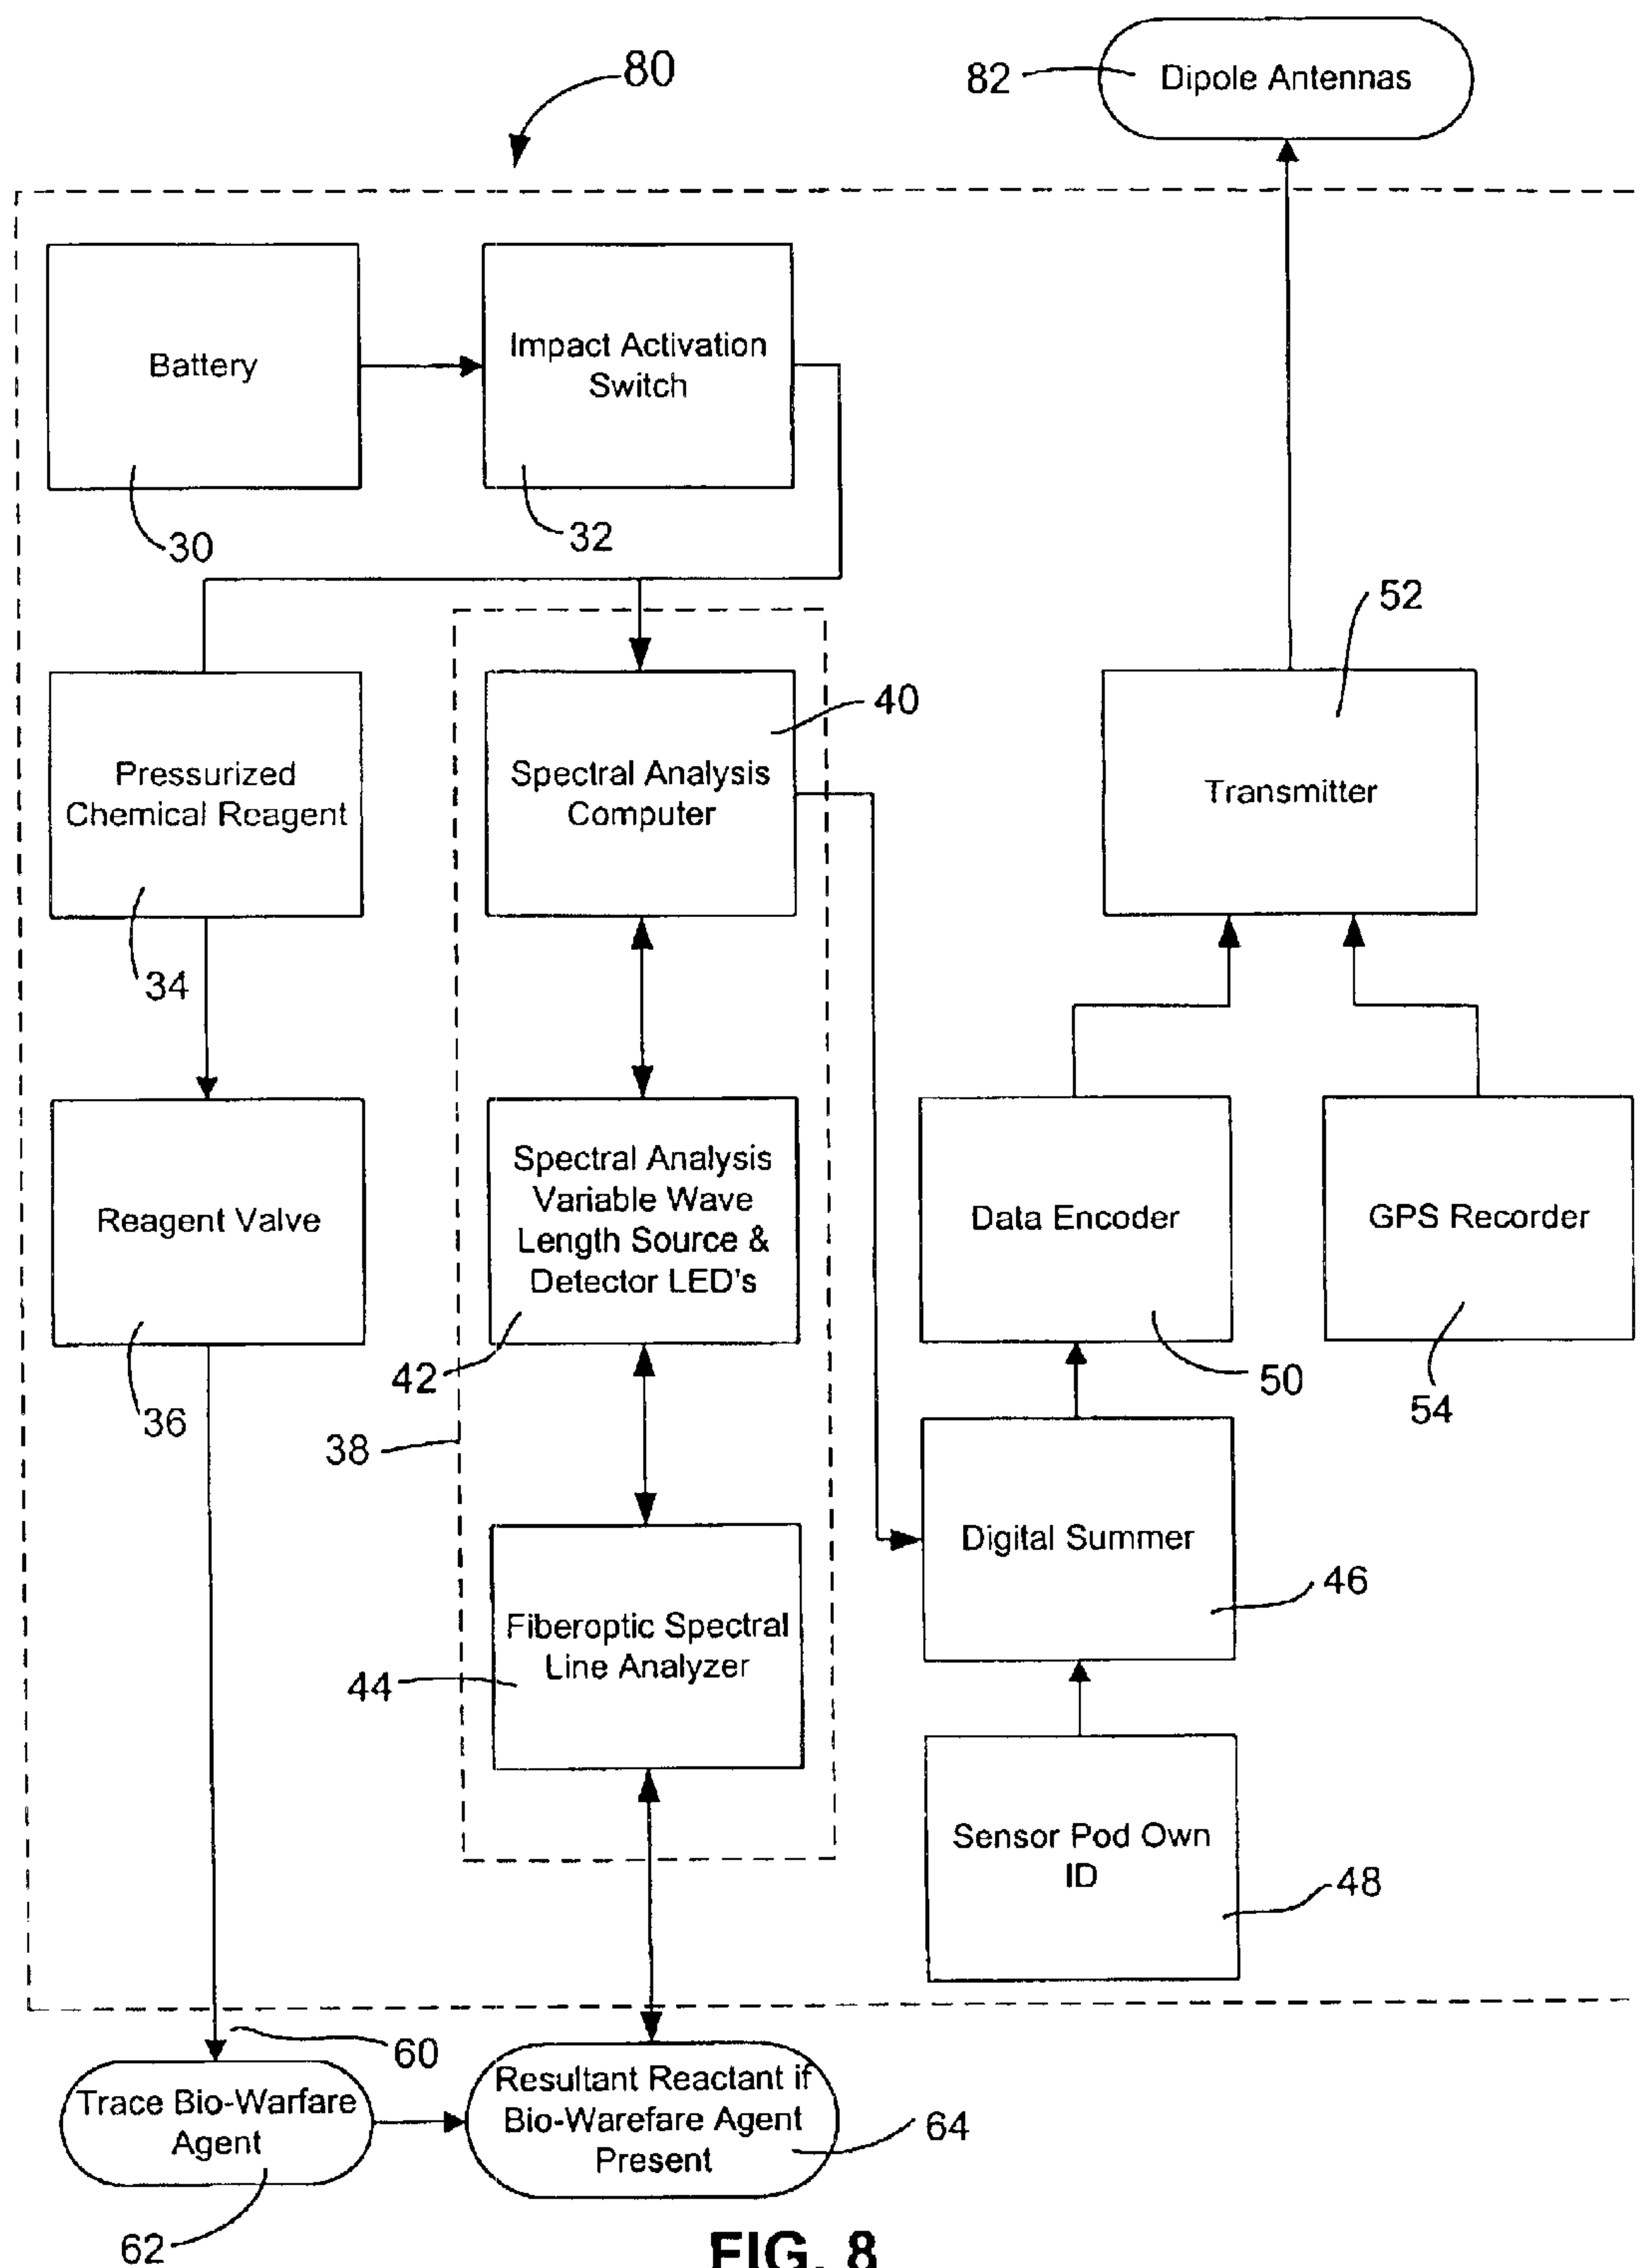 80
82
Dipole Antennas
Battery
30
Impact Activation
Switch
32
52
Pressurized
Chemical Reagent
34
Spectral Analysis
Computer
40
Transmitter
Reagent Valve
36
Spectral Analysis
Variable Wave
Length Source &
Detector LED's
42
38
Data Encoder
50
GPS Recorder
54
Digital Summer
46
Fiberoptic Spectral
Line Analyzer
44
Sensor Pod Own
ID
48
60
Trace Bio-Warfare
Agent
62
Resultant Reactant if
Bio-Warefare Agent
Present
64
FIG. 8